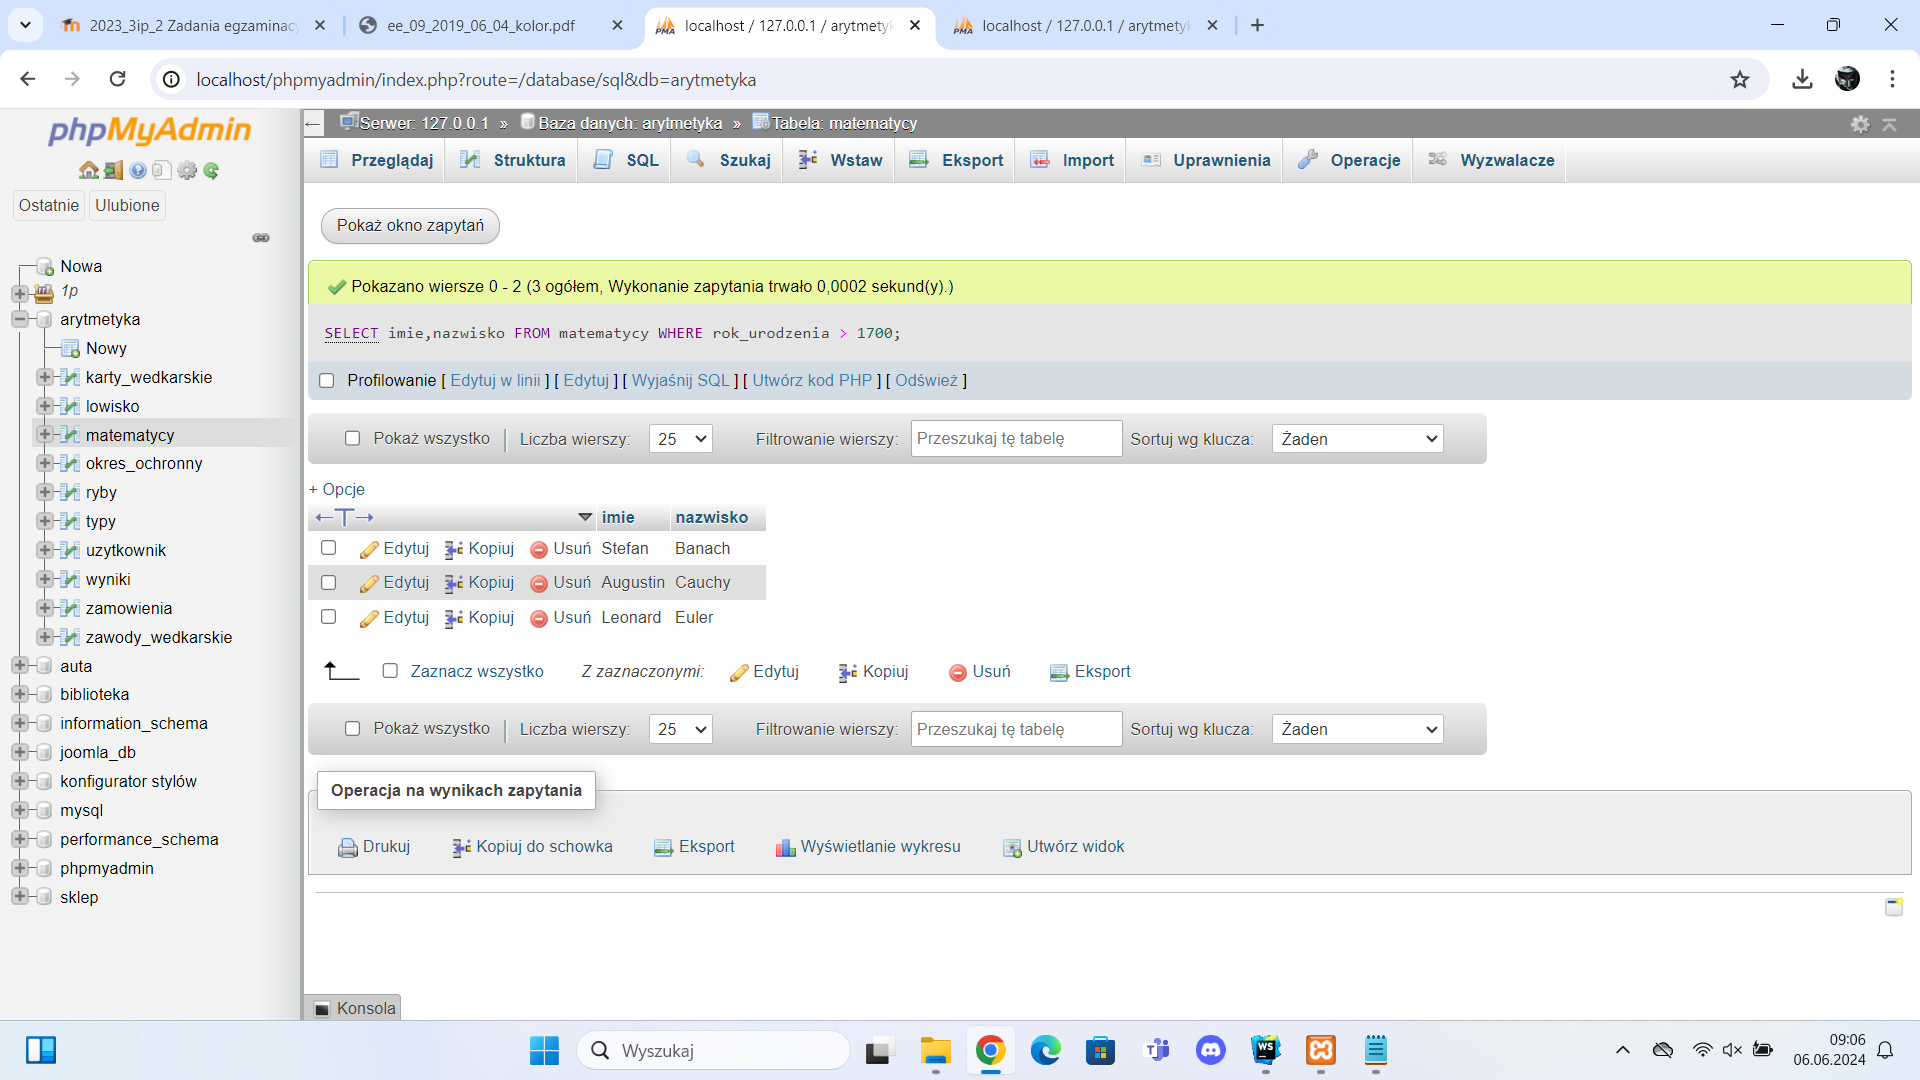 2023_3ip_2 Zadania egzaminac
ee_09_2019_06_04_kolor.pdf
localhost / 127.0.0.1 / arytmetyk
localhost / 127.0.0.1 / arytmetyk
localhost/phpmyadmin/index.php?route=/database/sql&db=arytmetyka
phpMyAdmin
Ostatnie
Ulubione
Nowa
1p
arytmetyka
Nowy
karty_wedkarskie
lowisko
matematycy
okres_ochronny
ryby
typy
uzytkownik
wyniki
zamowienia
zawody_wedkarskie
auta
biblioteka
information_schema
joomla_db
konfigurator stylów
mysql
performance_schema
phpmyadmin
sklep
Serwer: 127.0.0.1 » Baza danych: arytmetyka » Tabela: matematycy
Przeglądaj Struktura SQL Szukaj Wstaw Eksport Import Uprawnienia Operacje Wyzwalacze
Pokaż okno zapytań
Pokazano wiersze 0 - 2 (3 ogółem, Wykonanie zapytania trwało 0,0002 sekund(y).)
SELECT imie,nazwisko FROM matematycy WHERE rok_urodzenia > 1700;
Profilowanie [ Edytuj w linii ] [ Edytuj ] [ Wyjaśnij SQL ] [ Utwórz kod PHP ] [ Odśwież ]
Pokaż wszystko Liczba wierszy: 25 Filtrowanie wierszy: Przeszukaj tę tabelę Sortuj wg klucza: Żaden
+ Opcje
←T→ imie nazwisko
Edytuj Kopiuj Usuń Stefan Banach
Edytuj Kopiuj Usuń Augustin Cauchy
Edytuj Kopiuj Usuń Leonard Euler
Zaznacz wszystko Z zaznaczonymi: Edytuj Kopiuj Usuń Eksport
Pokaż wszystko Liczba wierszy: 25 Filtrowanie wierszy: Przeszukaj tę tabelę Sortuj wg klucza: Żaden
Operacja na wynikach zapytania
Drukuj Kopiuj do schowka Eksport Wyświetlanie wykresu Utwórz widok
Konsola
Wyszukaj
09:06
06.06.2024